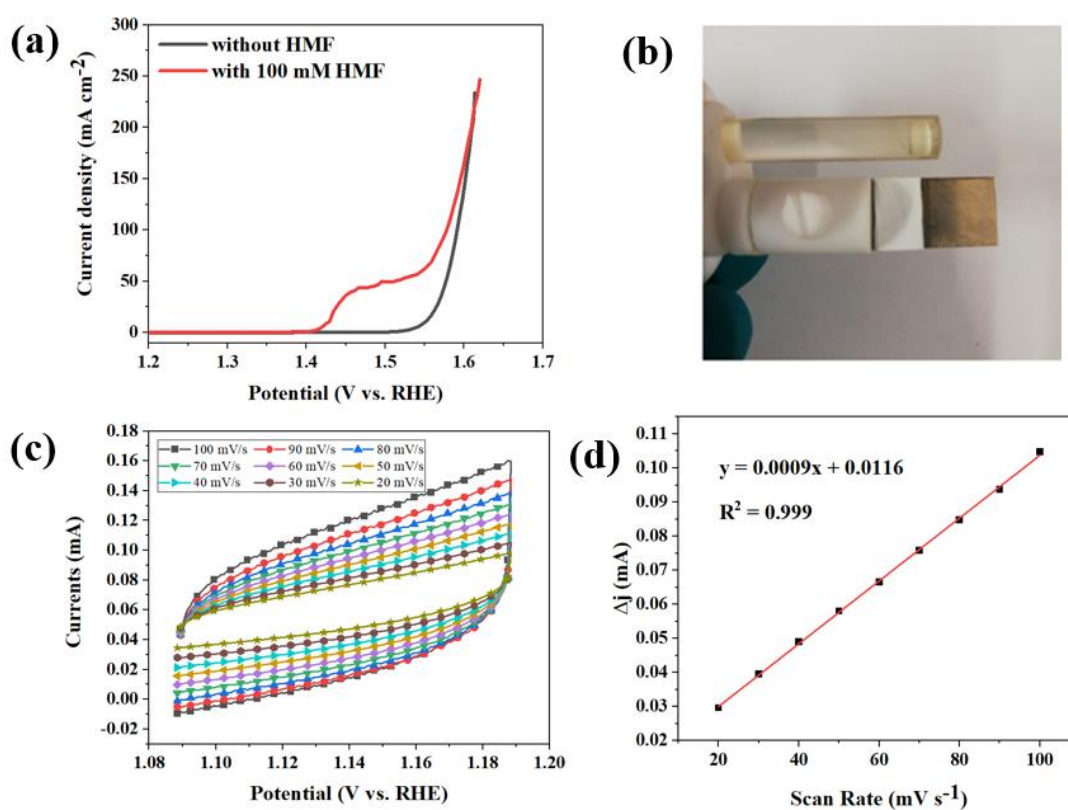 (a)
300
250
200
150
100
50
0
Current density (mA cm⁻²)
without HMF
with 100 mM HMF
1.2 1.3 1.4 1.5 1.6 1.7
Potential (V vs. RHE)
(b)
(c)
0.18
0.16
0.14
0.12
0.10
0.08
0.06
0.04
0.02
0.00
-0.02
Currents (mA)
100 mV/s 90 mV/s 80 mV/s
70 mV/s 60 mV/s 50 mV/s
40 mV/s 30 mV/s 20 mV/s
1.08 1.10 1.12 1.14 1.16 1.18 1.20
Potential (V vs. RHE)
(d)
0.11
0.10
0.09
0.08
0.07
0.06
0.05
0.04
0.03
0.02
Δj (mA)
y = 0.0009x + 0.0116
R² = 0.999
20 40 60 80 100
Scan Rate (mV s⁻¹)